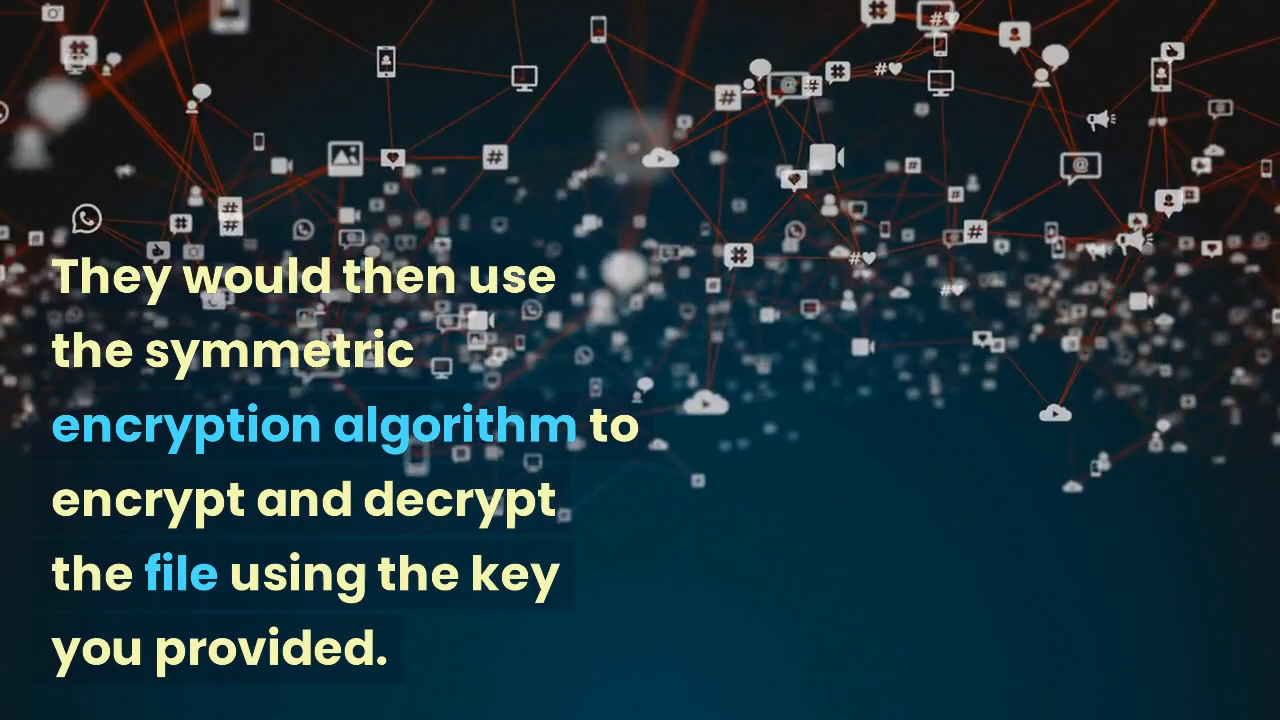 They would then use
the symmetric
encryption algorithm to
encrypt and decrypt
the file using the key
you provided.